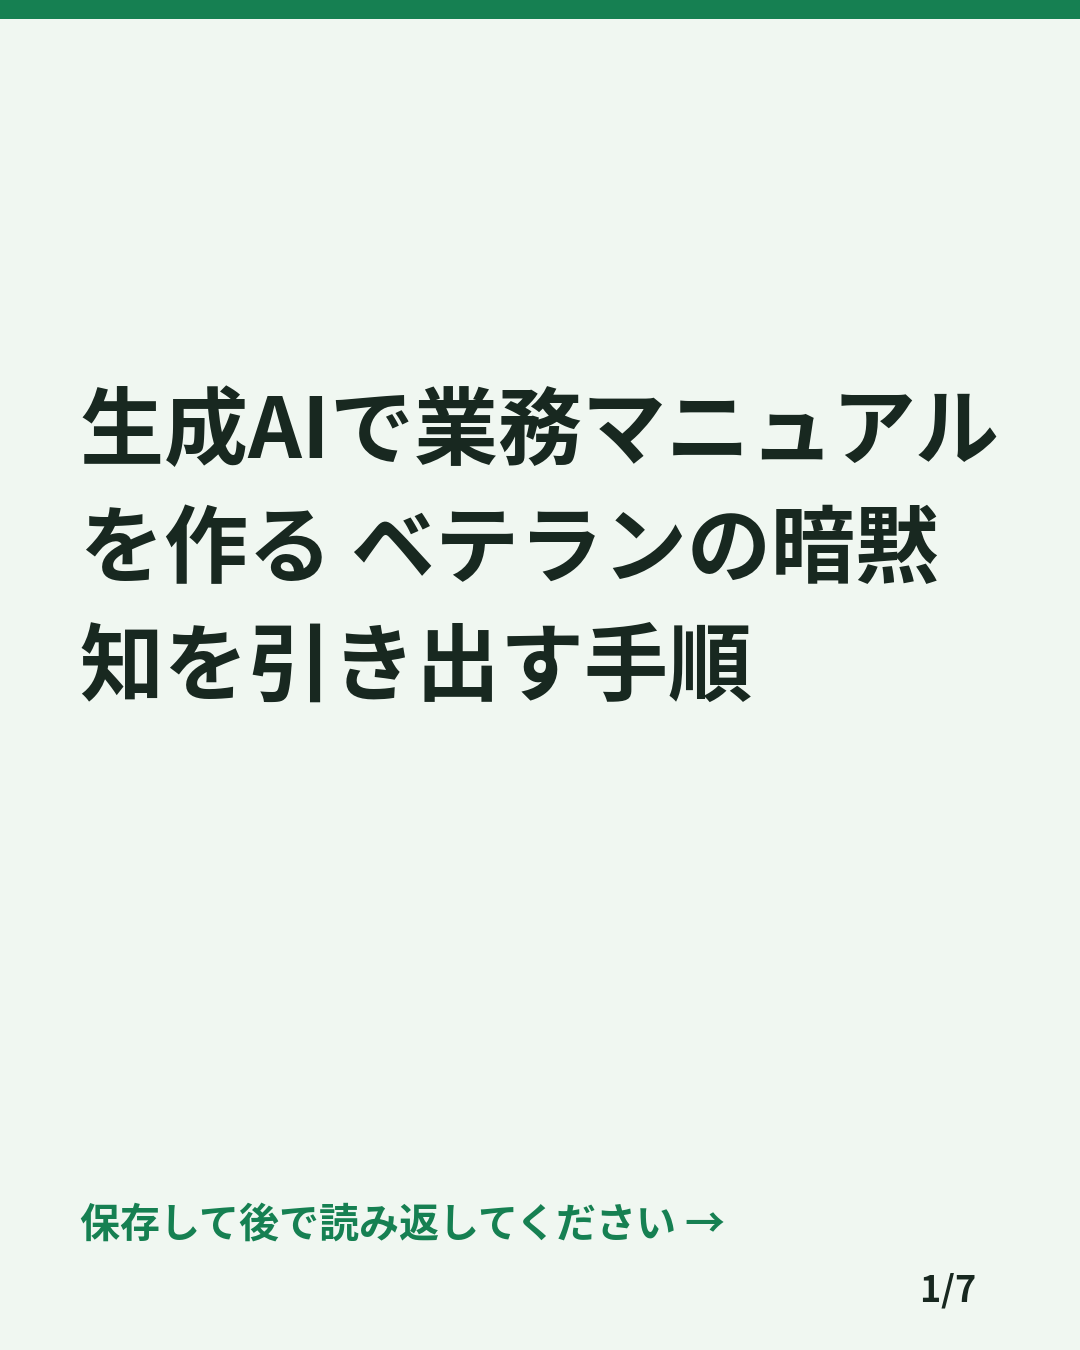 生成AIで業務マニュアル
を作る ベテランの暗黙
知を引き出す手順
保存して後で読み返してください →
1/7